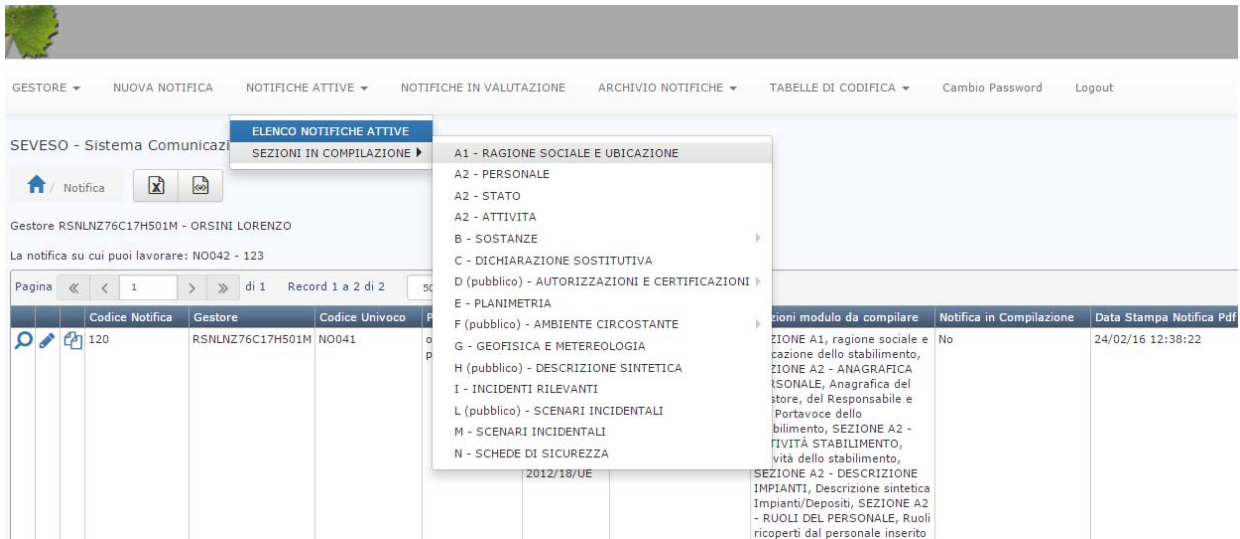 GESTORE NUOVA NOTIFICA NOTIFICHE ATTIVE NOTIFICHE IN VALUTAZIONE ARCHIVIO NOTIFICHE TABELLE DI CODIFICA Cambio Password Logout
ELENCO NOTIFICHE ATTIVE
SEVESO - Sistema Comunicazi
SEZIONI IN COMPILAZIONE
A1 - RAGIONE SOCIALE E UBICAZIONE
A2 - PERSONALE
A2 - STATO
A2 - ATTIVITA
B - SOSTANZE
C - DICHIARAZIONE SOSTITUTIVA
D (pubblico) - AUTORIZZAZIONI E CERTIFICAZIONI
E - PLANIMETRIA
F (pubblico) - AMBIENTE CIRCOSTANTE
G - GEOFISICA E METEREOLOGIA
H (pubblico) - DESCRIZIONE SINTETICA
I - INCIDENTI RILEVANTI
L (pubblico) - SCENARI INCIDENTALI
M - SCENARI INCIDENTALI
N - SCHEDE DI SICUREZZA
/ Notifica
Gestore RSNLNZ76C17H501M - ORSINI LORENZO
La notifica su cui puoi lavorare: NO042 - 123
Pagina 1 di 1 Record 1 a 2 di 2
Codice Notifica Gestore Codice Univoco zioni modulo da compilare Notifica in Compilazione Data Stampa Notifica Pdf
120 RSNLNZ76C17H501M NO041 No 24/02/16 12:38:22
2012/18/UE
ZIONE A1, ragione sociale e
cazione dello stabilimento,
ZIONE A2 - ANAGRAFICA
RSONALE, Anagrafica del
store, del Responsabile e
Portavoce dello
bilimento, SEZIONE A2 -
TIVITÀ STABILIMENTO,
vità dello stabilimento,
SEZIONE A2 - DESCRIZIONE
IMPIANTI, Descrizione sintetica
Impianti/Depositi, SEZIONE A2
- RUOLI DEL PERSONALE, Ruoli
ricoperti dal personale inserito